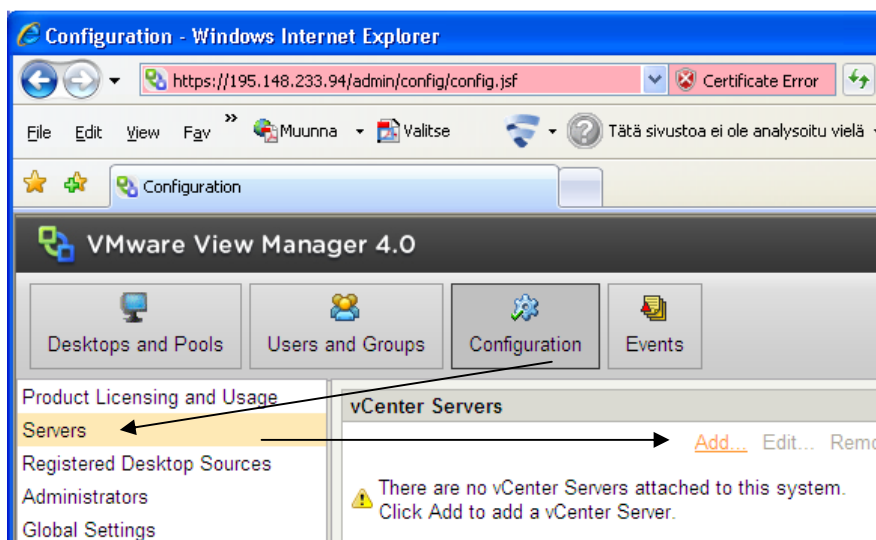 Configuration - Windows Internet Explorer
https://195.148.233.94/admin/config/config.jsf Certificate Error
File Edit View Fav » Muunna Valitse Tätä sivustoa ei ole analysoitu vielä
Configuration
VMware View Manager 4.0
Desktops and Pools Users and Groups Configuration Events
Product Licensing and Usage
vCenter Servers
Servers
Add... Edit... Remo
Registered Desktop Sources
Administrators
There are no vCenter Servers attached to this system.
Click Add to add a vCenter Server.
Global Settings